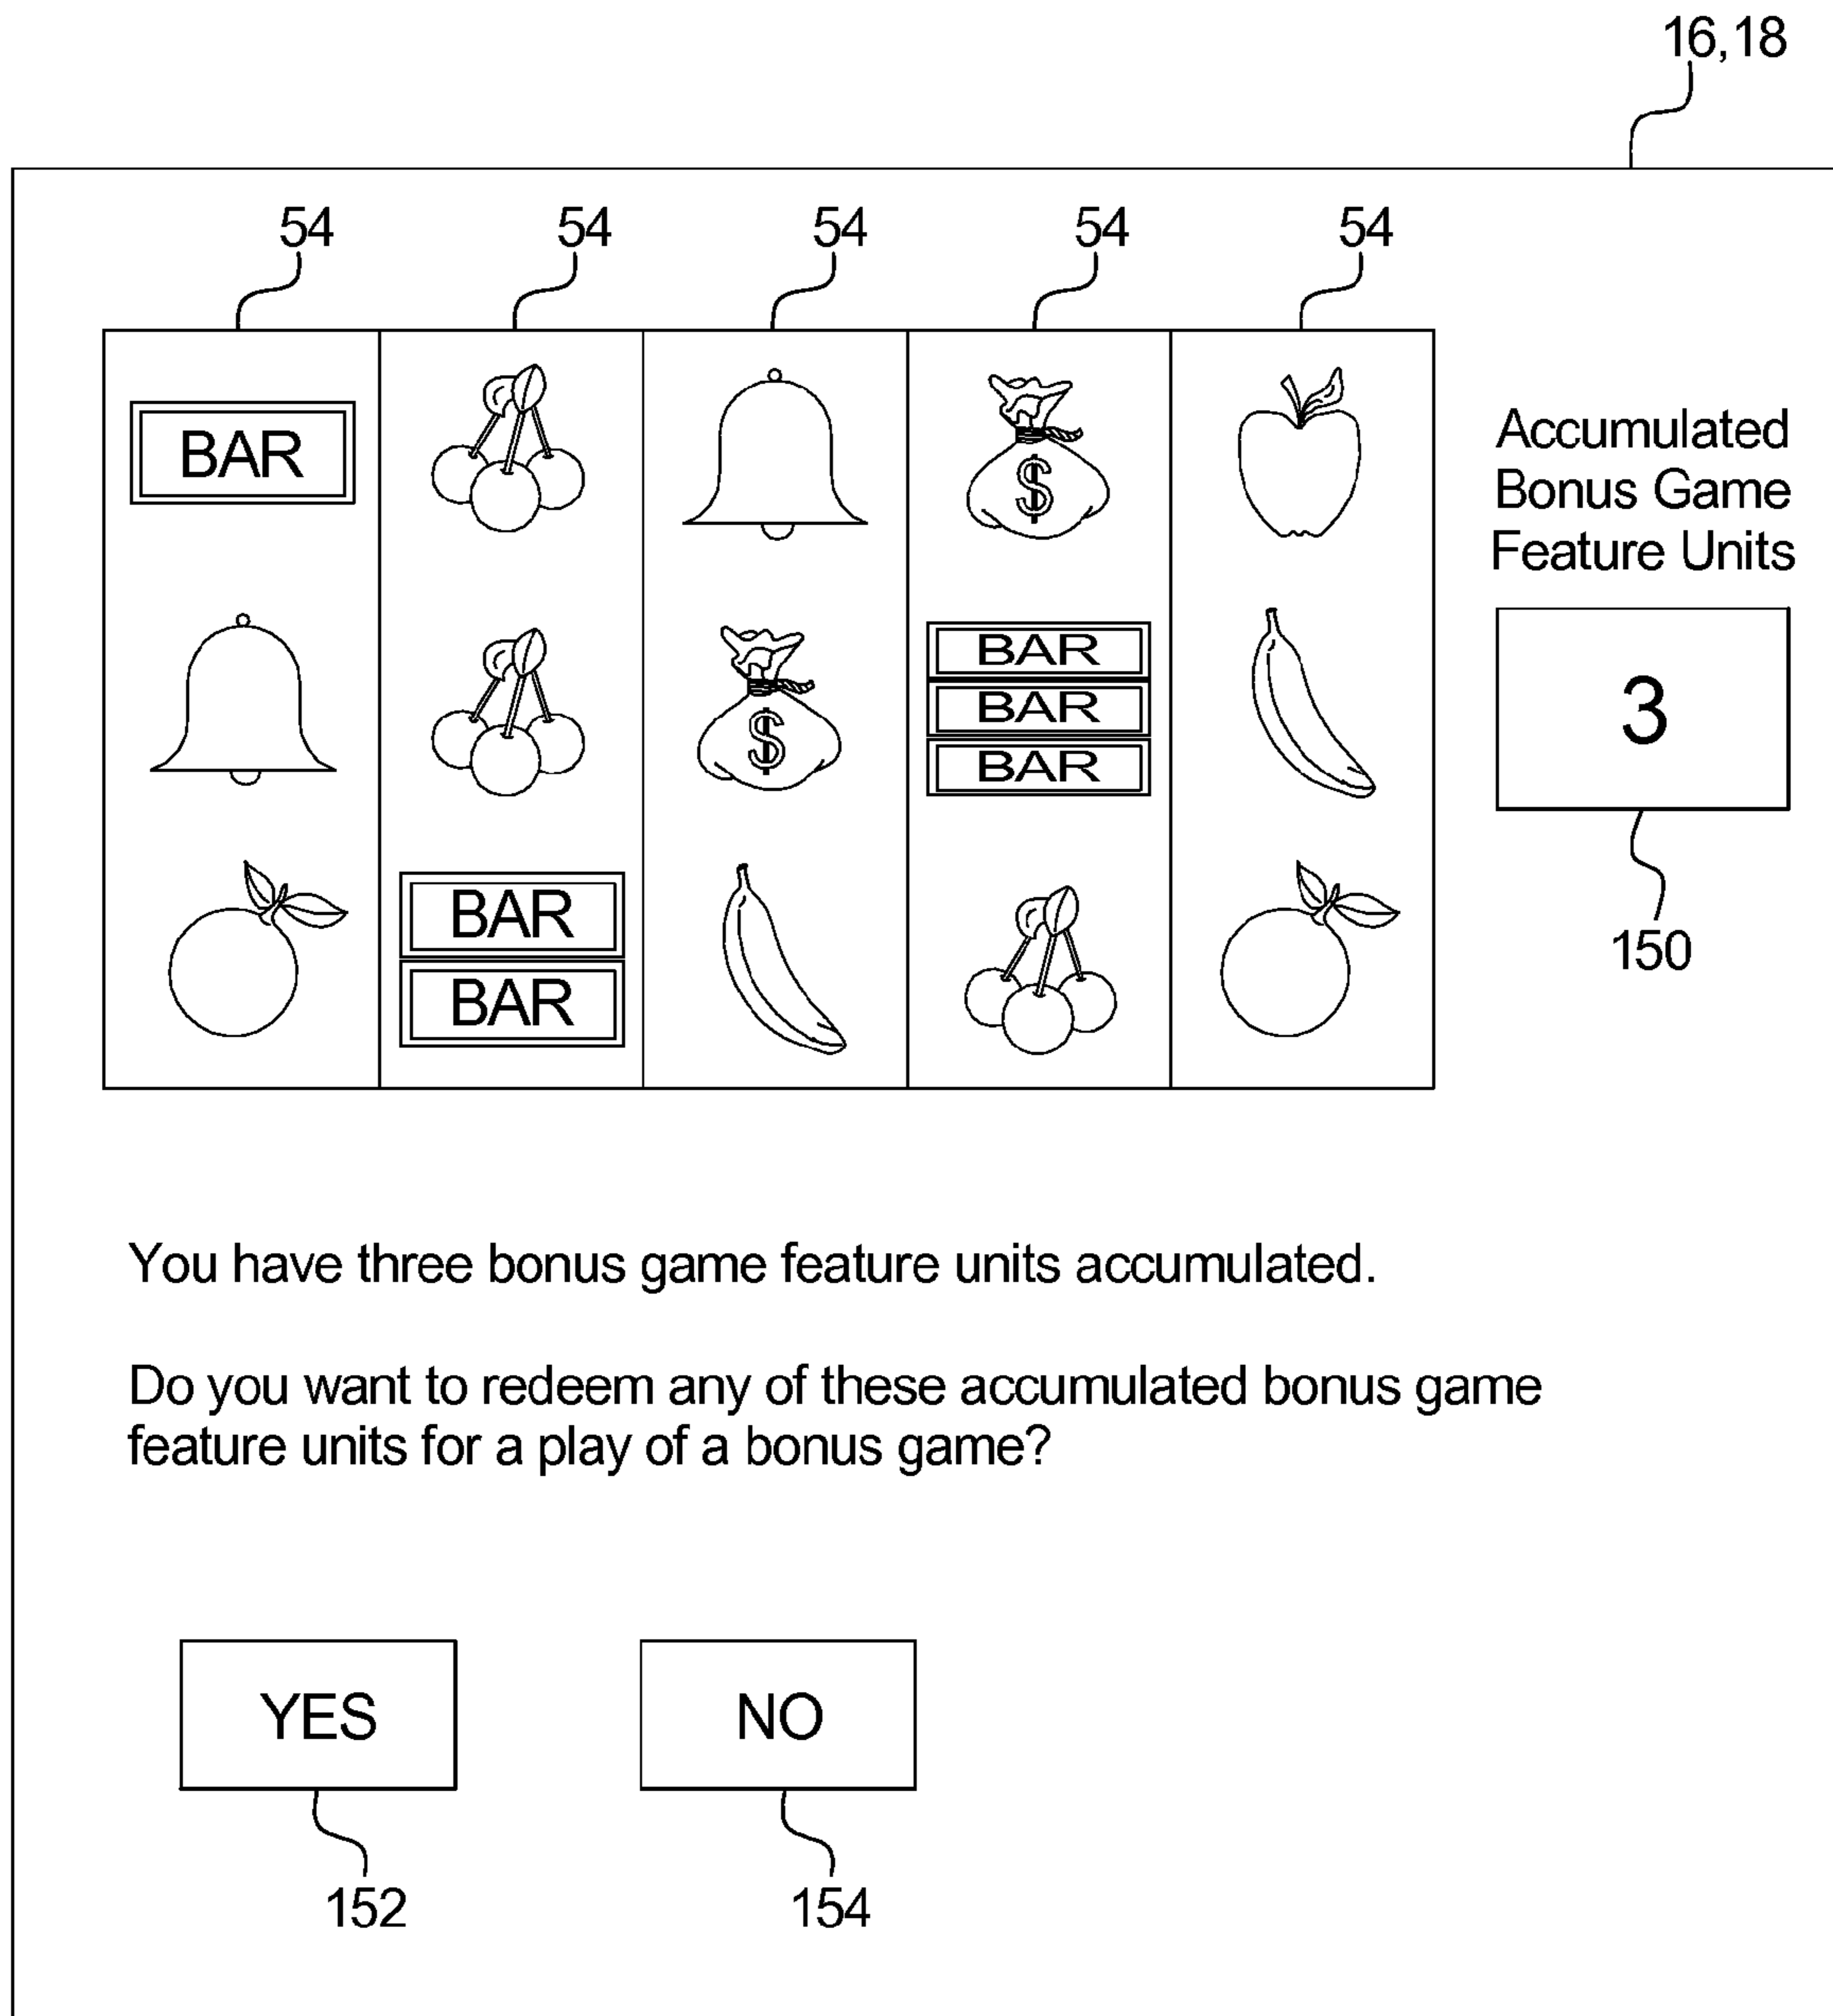 16,18
54 54 54 54 54
BAR
$
Accumulated
Bonus Game
Feature Units
$
BAR
BAR
BAR
3
BAR
BAR
150
You have three bonus game feature units accumulated.
Do you want to redeem any of these accumulated bonus game
feature units for a play of a bonus game?
YES NO
152 154